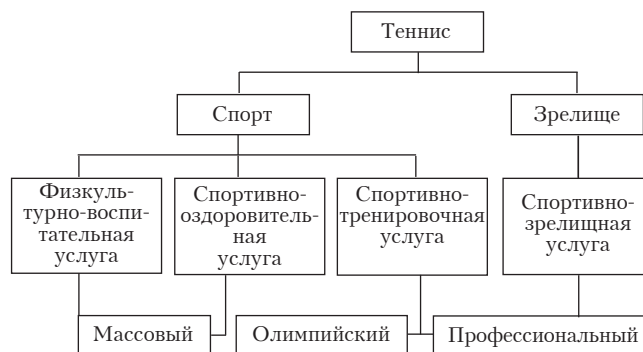 Теннис
Спорт
Зрелище
Физкуль-
турно-воспи-
тательная
услуга
Спортивно-
оздоровитель-
ная
услуга
Спортивно-
тренировочная
услуга
Спортивно-
зрелищная
услуга
Массовый
Олимпийский
Профессиональный